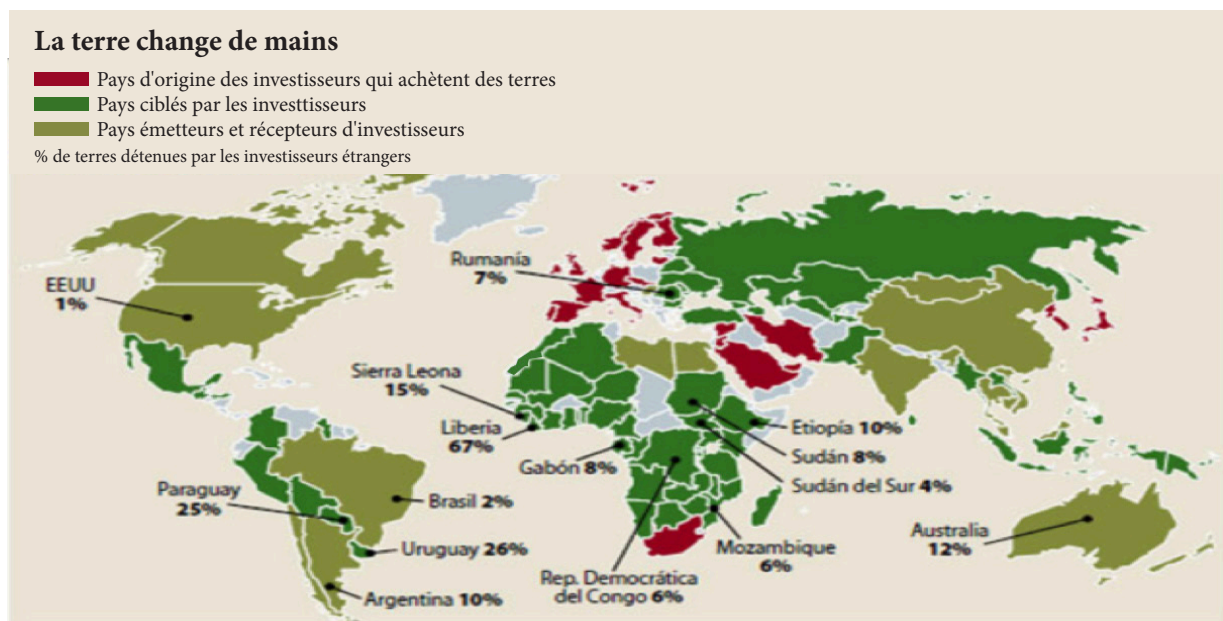 La terre change de mains
Pays d'origine des investisseurs qui achètent des terres
Pays ciblés par les investtisseurs
Pays émetteurs et récepteurs d'investisseurs
% de terres détenues par les investisseurs étrangers
Rumanía
7%
EEUU
1%
Sierra Leona
15%
Liberia
67%
Gabón 8%
Etiopía 10%
Sudán 8%
Sudán del Sur 4%
Paraguay
25%
Brasil 2%
Uruguay 26%
Argentina 10%
Rep. Democrática
del Congo 6%
Mozambique
6%
Australia
12%